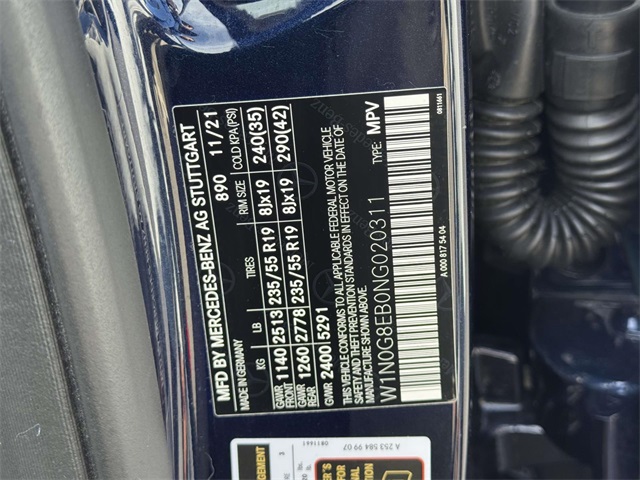 MFD BY MERCEDES-BENZ AG STUTTGART
MADE IN GERMANY 890 11/21
KG LB TIRES RIM SIZE COLD KPA (PSI)
GAWR FRONT 1140 2513 235/55 R19 8Jx19 240(35)
GAWR REAR 1260 2778 235/55 R19 8Jx19 290(42)
GVWR 2400 5291
THIS VEHICLE CONFORMS TO ALL APPLICABLE FEDERAL MOTOR VEHICLE
SAFETY AND THEFT PREVENTION STANDARDS IN EFFECT ON THE DATE OF
MANUFACTURE SHOWN ABOVE.
TYPE: MPV
W1N0G8EB0NG020311
A 000 817 54 04
0811661
A 253 584 99 07
0811661